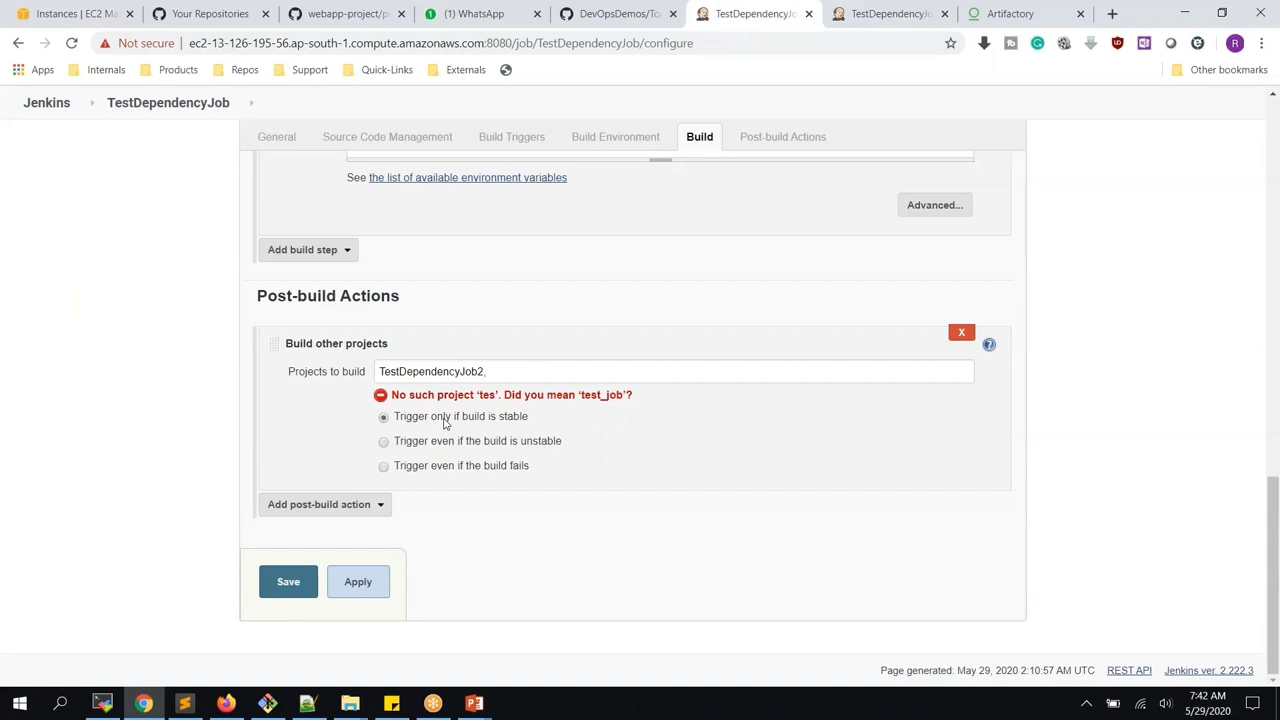 Instances | EC2 Ma
Your Repositories
webapp-project/p
(1) WhatsApp
DevOpsDemos/To
TestDependencyJo
TestDependencyJo
Artifactory
Not secure | ec2-13-126-195-56.ap-south-1.compute.amazonaws.com:8080/job/TestDependencyJob/configure
Apps Internals Products Repos Support Quick-Links Externals Other bookmarks
Jenkins TestDependencyJob
General Source Code Management Build Triggers Build Environment Build Post-build Actions
See the list of available environment variables
Advanced...
Add build step
Post-build Actions
X
Build other projects
Projects to build TestDependencyJob2,
No such project ‘tes’. Did you mean ‘test_job’?
Trigger only if build is stable
Trigger even if the build is unstable
Trigger even if the build fails
Add post-build action
Save Apply
Page generated: May 29, 2020 2:10:57 AM UTC REST API Jenkins ver. 2.222.3
7:42 AM
5/29/2020